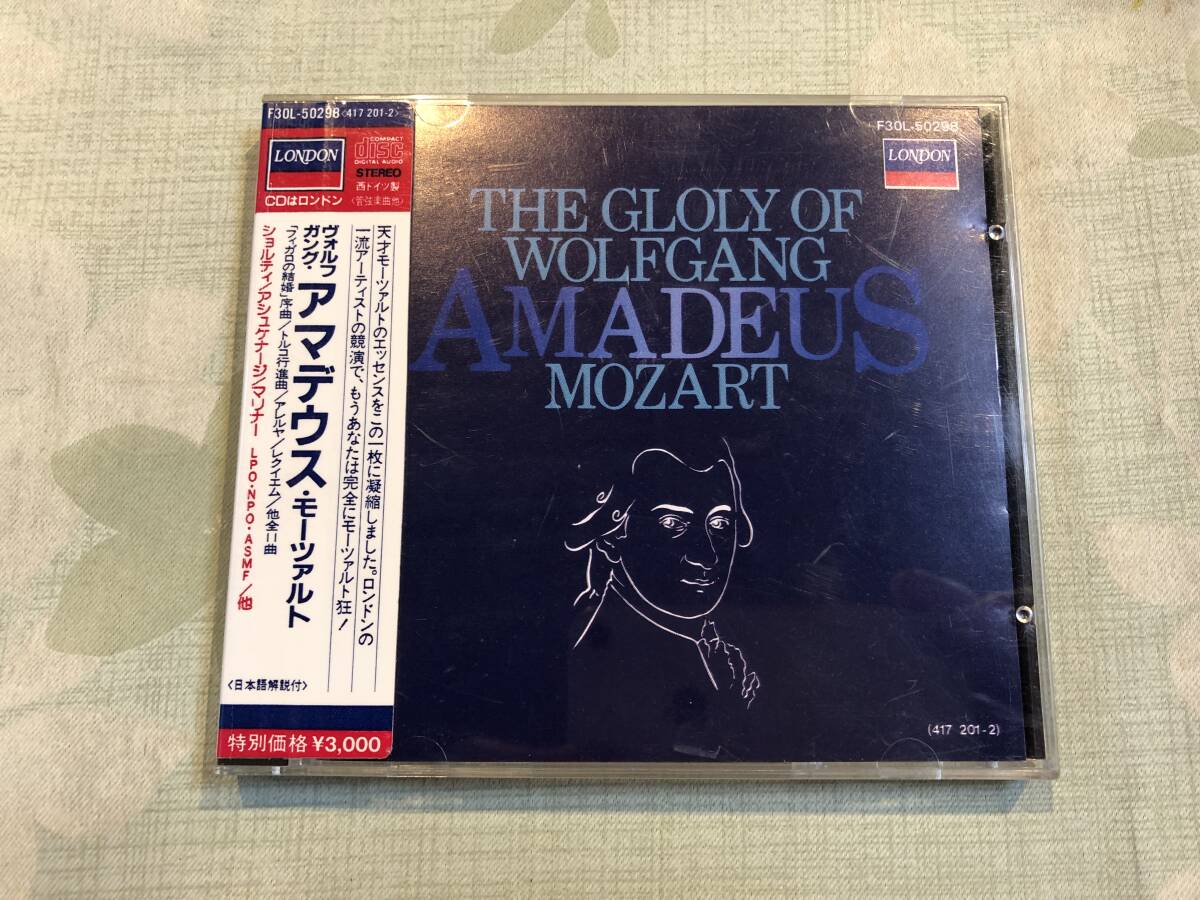 F30L-50298〈417 201-2〉
LONDON
COMPACT
disc
DIGITAL AUDIO
STEREO
西ドイツ製
CDはロンドン
〈管弦楽曲他〉
天才モーツァルトのエッセンスをこの一枚に凝縮しました。ロンドンの
一流アーティストの競演で、もうあなたは完全にモーツァルト狂！
ヴォルフガング・アマデウス・モーツァルト
「フィガロの結婚」序曲/トルコ行進曲/アレルヤ/レクイエム/他全11曲
ショルティ/アシュケナージ/マリナー LPO・NPO・ASMF/他
〈日本語解説付〉
特別価格 ¥3,000
F30L-50298
LONDON
THE GLOLY OF
WOLFGANG
AMADEUS
MOZART
(417 201-2)